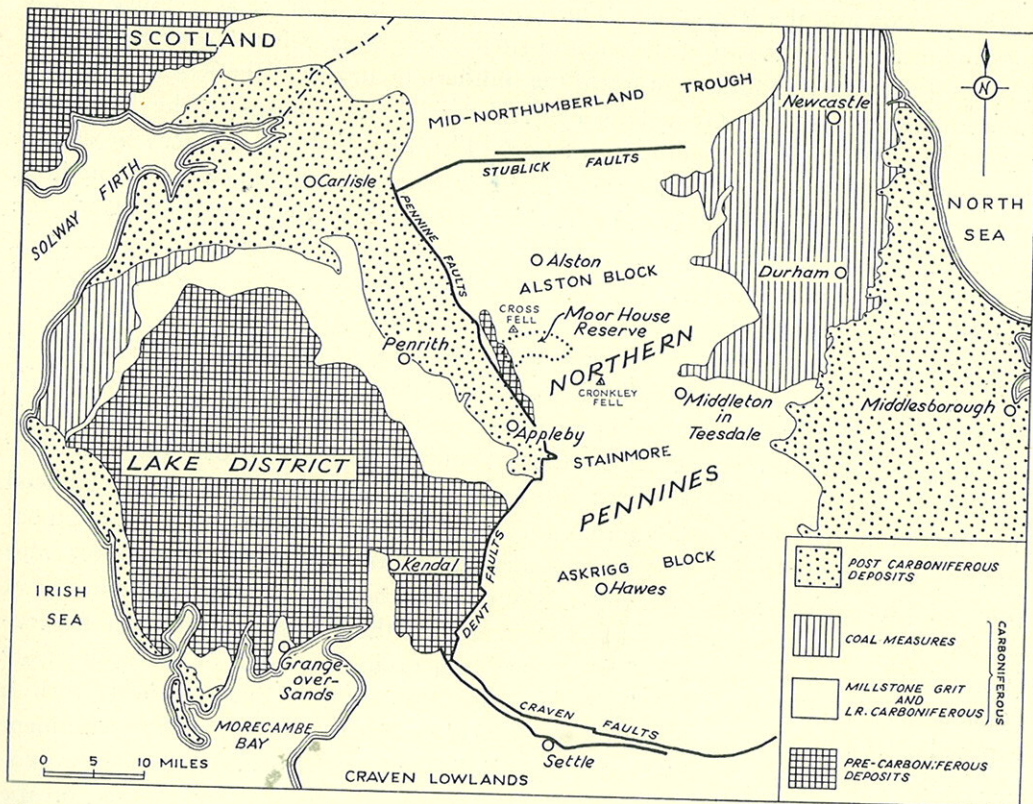 SCOTLAND
MID-NORTHUMBERLAND TROUGH
Newcastle
N
STUBLICK FAULTS
SOLWAY FIRTH
Carlisle
PENNINE FAULTS
NORTH
SEA
Alston
ALSTON BLOCK
Durham
CROSS
FELL
Moor House
Reserve
Penrith
NORTHERN
CRONKLEY
FELL
Middleton
in
Teesdale
Middlesborough
Appleby
STAINMORE
LAKE DISTRICT
PENNINES
Kendal
DENT FAULTS
ASKRIGG BLOCK
Hawes
IRISH
SEA
Grange-
over-
Sands
MORECAMBE
BAY
CRAVEN FAULTS
Settle
0 5 10 MILES
CRAVEN LOWLANDS
POST CARBONIFEROUS
DEPOSITS
COAL MEASURES
MILLSTONE GRIT
AND
LR. CARBONIFEROUS
CARBONIFEROUS
PRE-CARBONIFEROUS
DEPOSITS